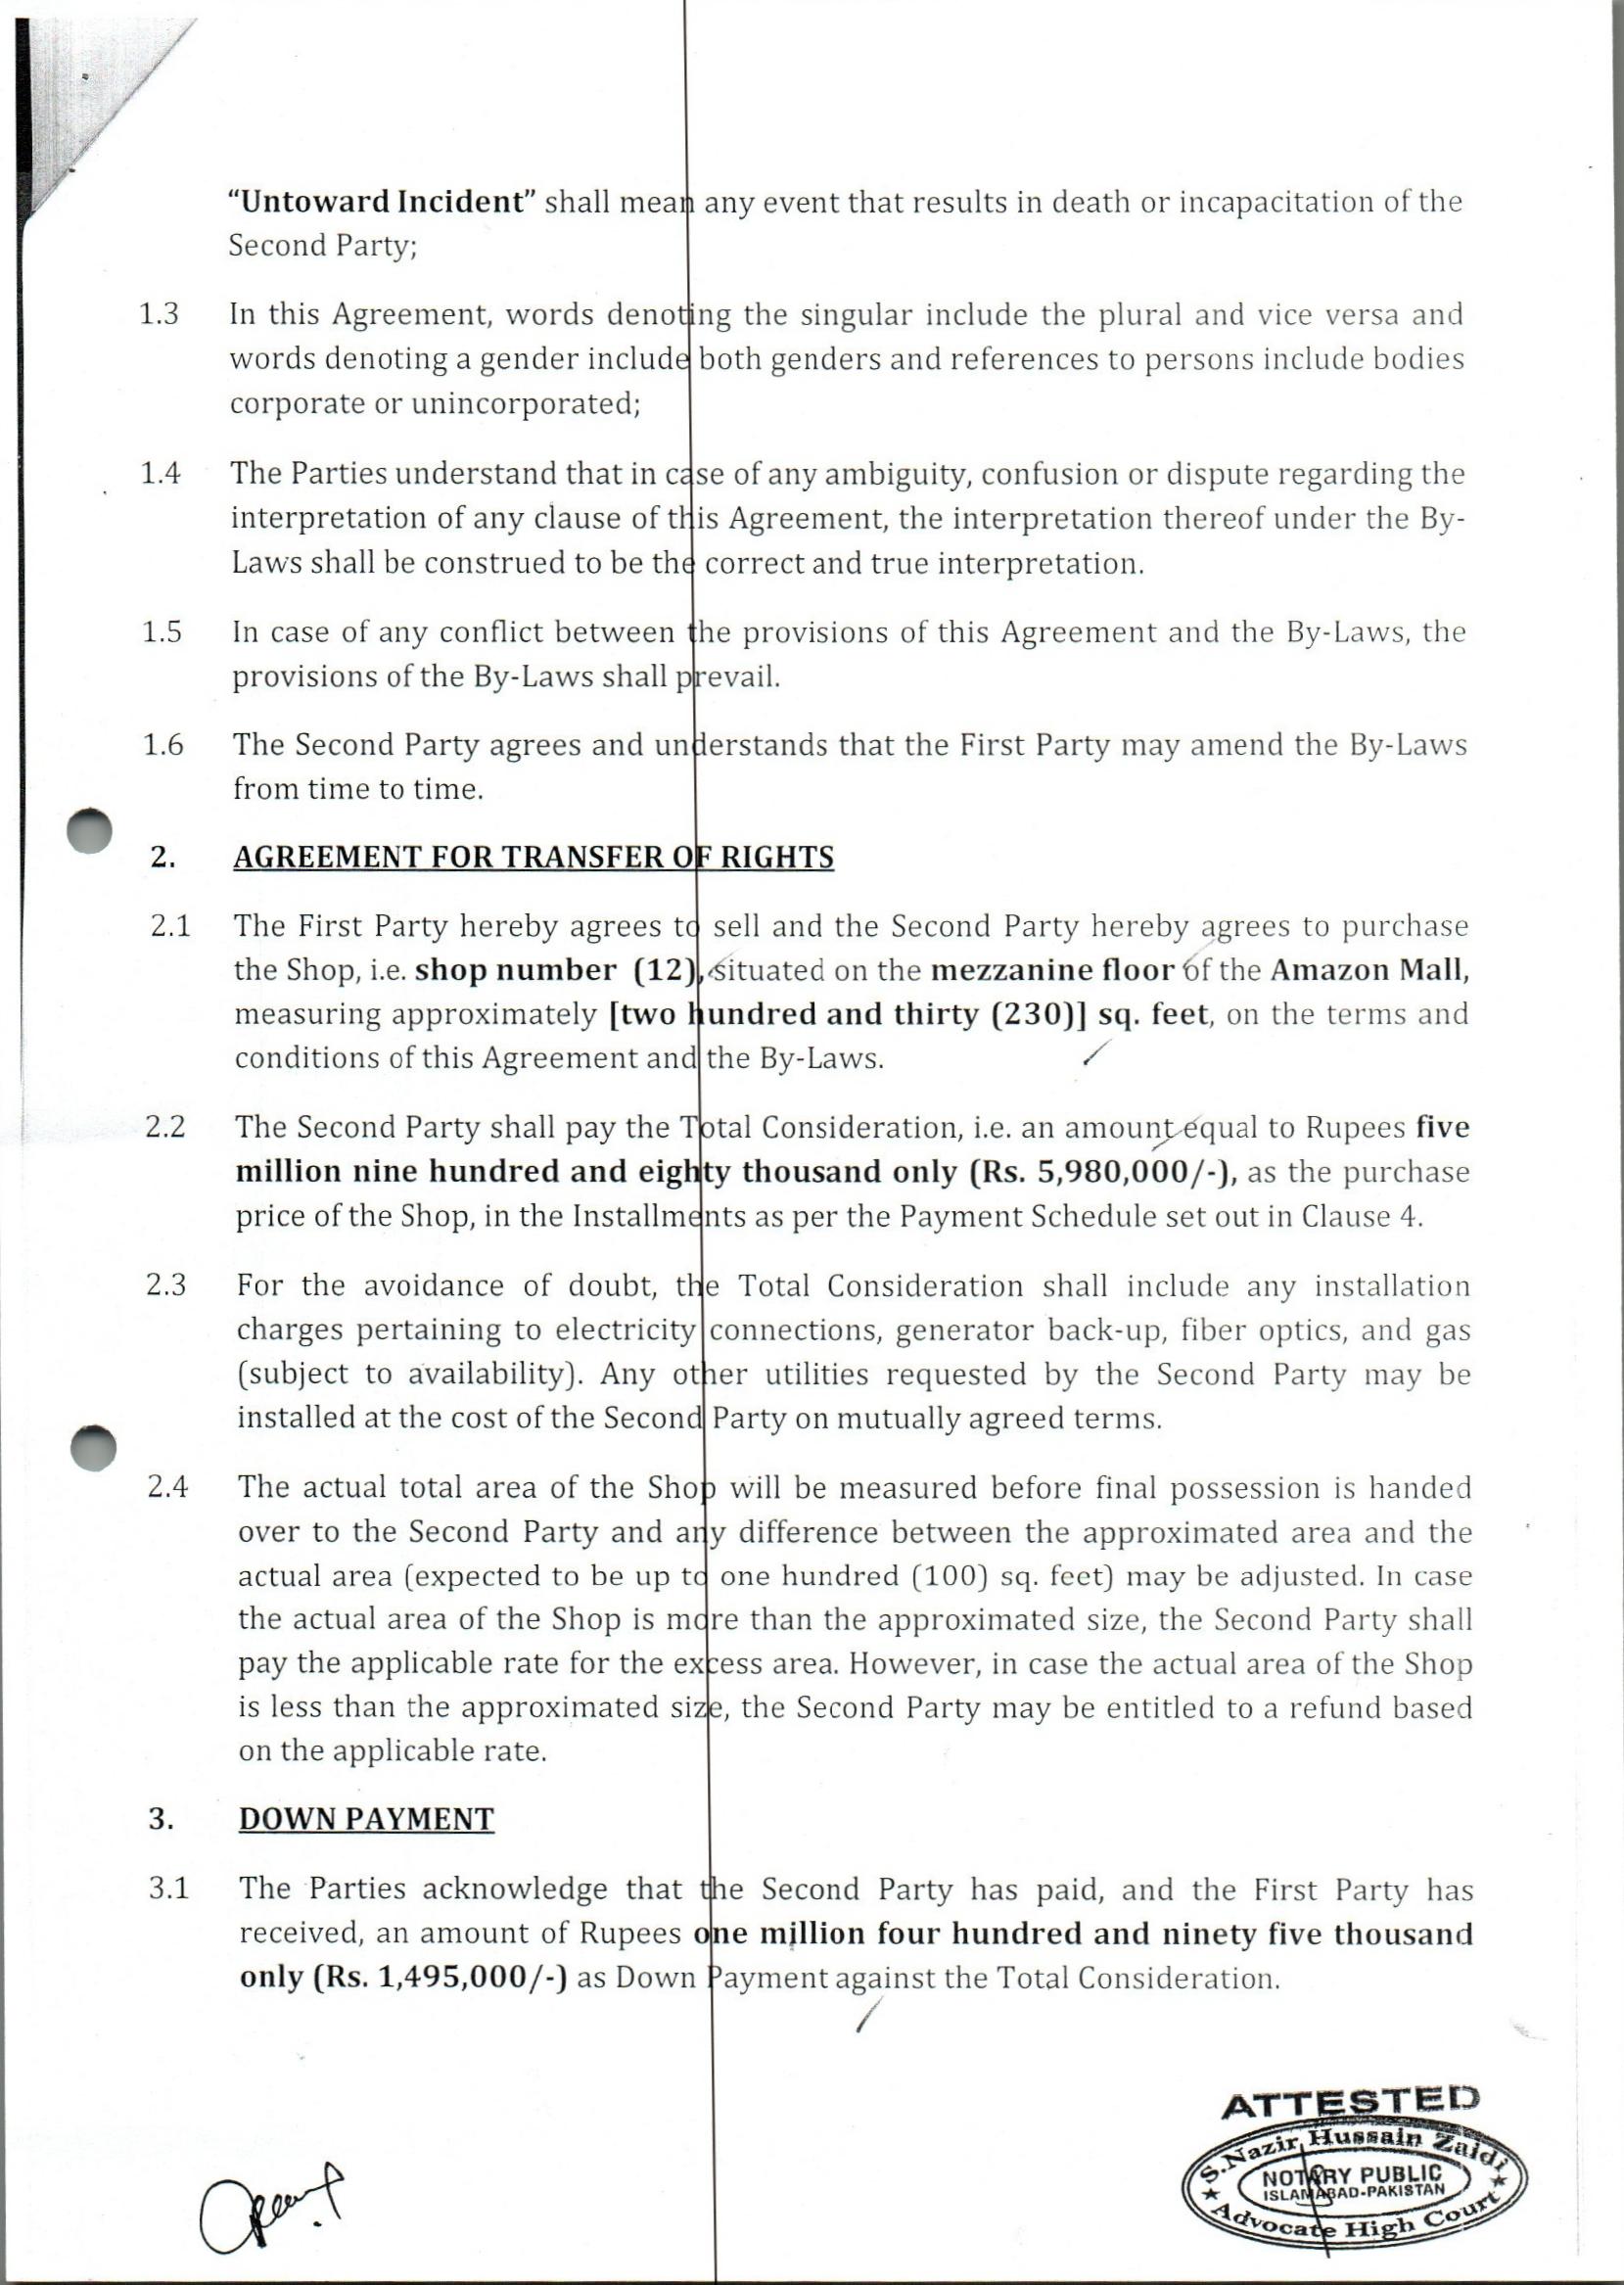 “Untoward Incident” shall mean any event that results in death or incapacitation of the
Second Party;
1.3 In this Agreement, words denoting the singular include the plural and vice versa and
words denoting a gender include both genders and references to persons include bodies
corporate or unincorporated;
1.4 The Parties understand that in case of any ambiguity, confusion or dispute regarding the
interpretation of any clause of this Agreement, the interpretation thereof under the By-
Laws shall be construed to be the correct and true interpretation.
1.5 In case of any conflict between the provisions of this Agreement and the By-Laws, the
provisions of the By-Laws shall prevail.
1.6 The Second Party agrees and understands that the First Party may amend the By-Laws
from time to time.
2. AGREEMENT FOR TRANSFER OF RIGHTS
2.1 The First Party hereby agrees to sell and the Second Party hereby agrees to purchase
the Shop, i.e. shop number (12), situated on the mezzanine floor of the Amazon Mall,
measuring approximately [two hundred and thirty (230)] sq. feet, on the terms and
conditions of this Agreement and the By-Laws.
2.2 The Second Party shall pay the Total Consideration, i.e. an amount equal to Rupees five
million nine hundred and eighty thousand only (Rs. 5,980,000/-), as the purchase
price of the Shop, in the Installments as per the Payment Schedule set out in Clause 4.
2.3 For the avoidance of doubt, the Total Consideration shall include any installation
charges pertaining to electricity connections, generator back-up, fiber optics, and gas
(subject to availability). Any other utilities requested by the Second Party may be
installed at the cost of the Second Party on mutually agreed terms.
2.4 The actual total area of the Shop will be measured before final possession is handed
over to the Second Party and any difference between the approximated area and the
actual area (expected to be up to one hundred (100) sq. feet) may be adjusted. In case
the actual area of the Shop is more than the approximated size, the Second Party shall
pay the applicable rate for the excess area. However, in case the actual area of the Shop
is less than the approximated size, the Second Party may be entitled to a refund based
on the applicable rate.
3. DOWN PAYMENT
3.1 The Parties acknowledge that the Second Party has paid, and the First Party has
received, an amount of Rupees one million four hundred and ninety five thousand
only (Rs. 1,495,000/-) as Down Payment against the Total Consideration.
ATTESTED
S.Nazir Hussain Zaidi
NOTARY PUBLIC
ISLAMABAD-PAKISTAN
Advocate High Court